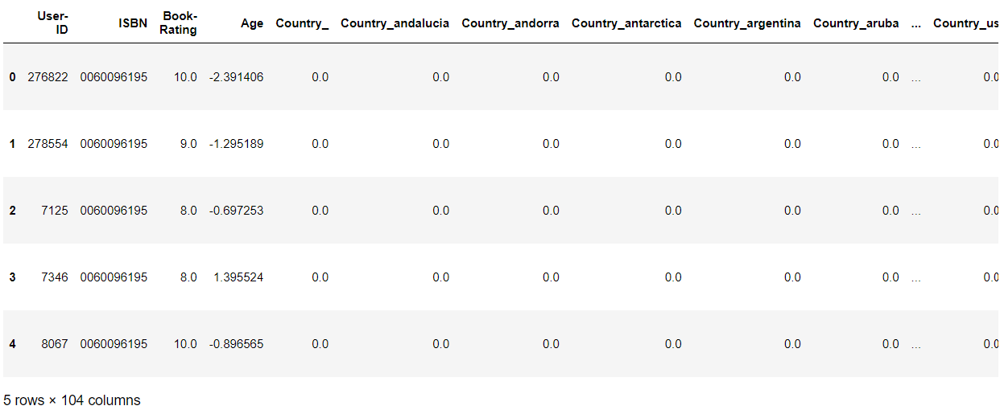 User-ID ISBN Book-Rating Age Country_ Country_andalucia Country_andorra Country_antarctica Country_argentina Country_aruba ... Country_us
0 276822 0060096195 10.0 -2.391406 0.0 0.0 0.0 0.0 0.0 0.0 ... 0.0
1 278554 0060096195 9.0 -1.295189 0.0 0.0 0.0 0.0 0.0 0.0 ... 0.0
2 7125 0060096195 8.0 -0.697253 0.0 0.0 0.0 0.0 0.0 0.0 ... 0.0
3 7346 0060096195 8.0 1.395524 0.0 0.0 0.0 0.0 0.0 0.0 ... 0.0
4 8067 0060096195 10.0 -0.896565 0.0 0.0 0.0 0.0 0.0 0.0 ... 0.0
5 rows × 104 columns